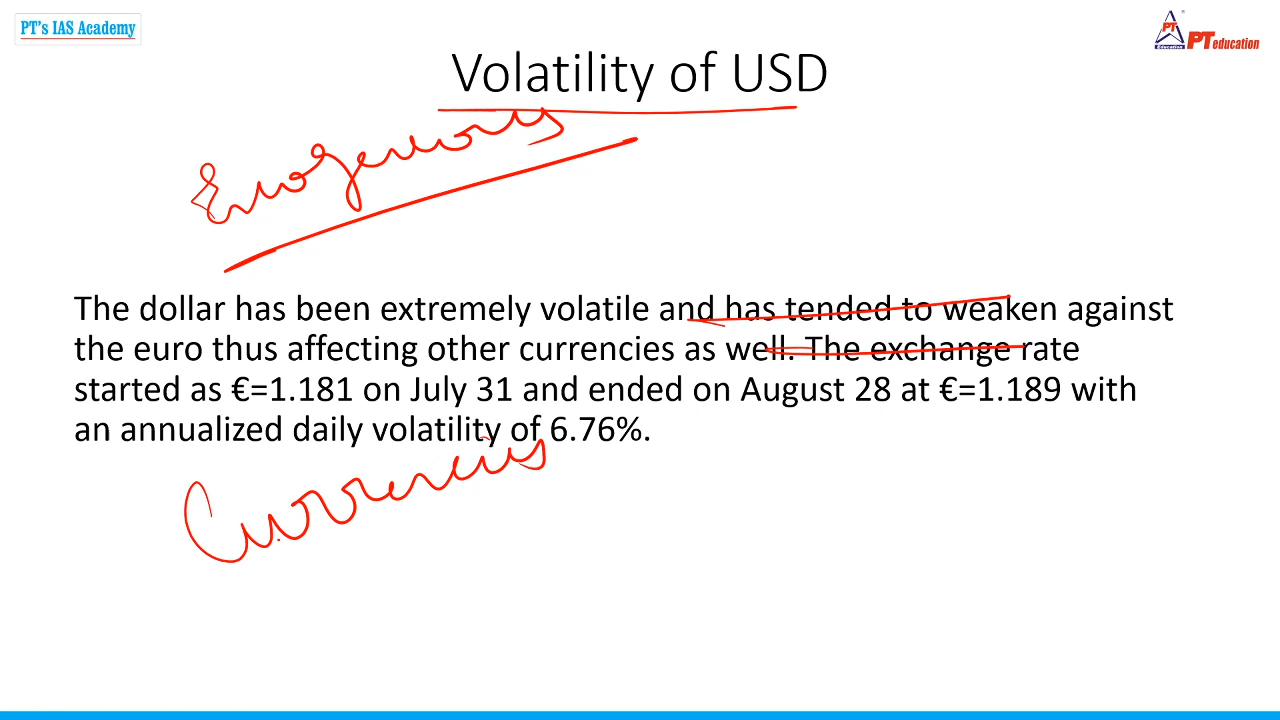 PT's IAS Academy
PT
Education
PT education
Volatility of USD
The dollar has been extremely volatile and has tended to weaken against
the euro thus affecting other currencies as well. The exchange rate
started as €=1.181 on July 31 and ended on August 28 at €=1.189 with
an annualized daily volatility of 6.76%.
Currencies